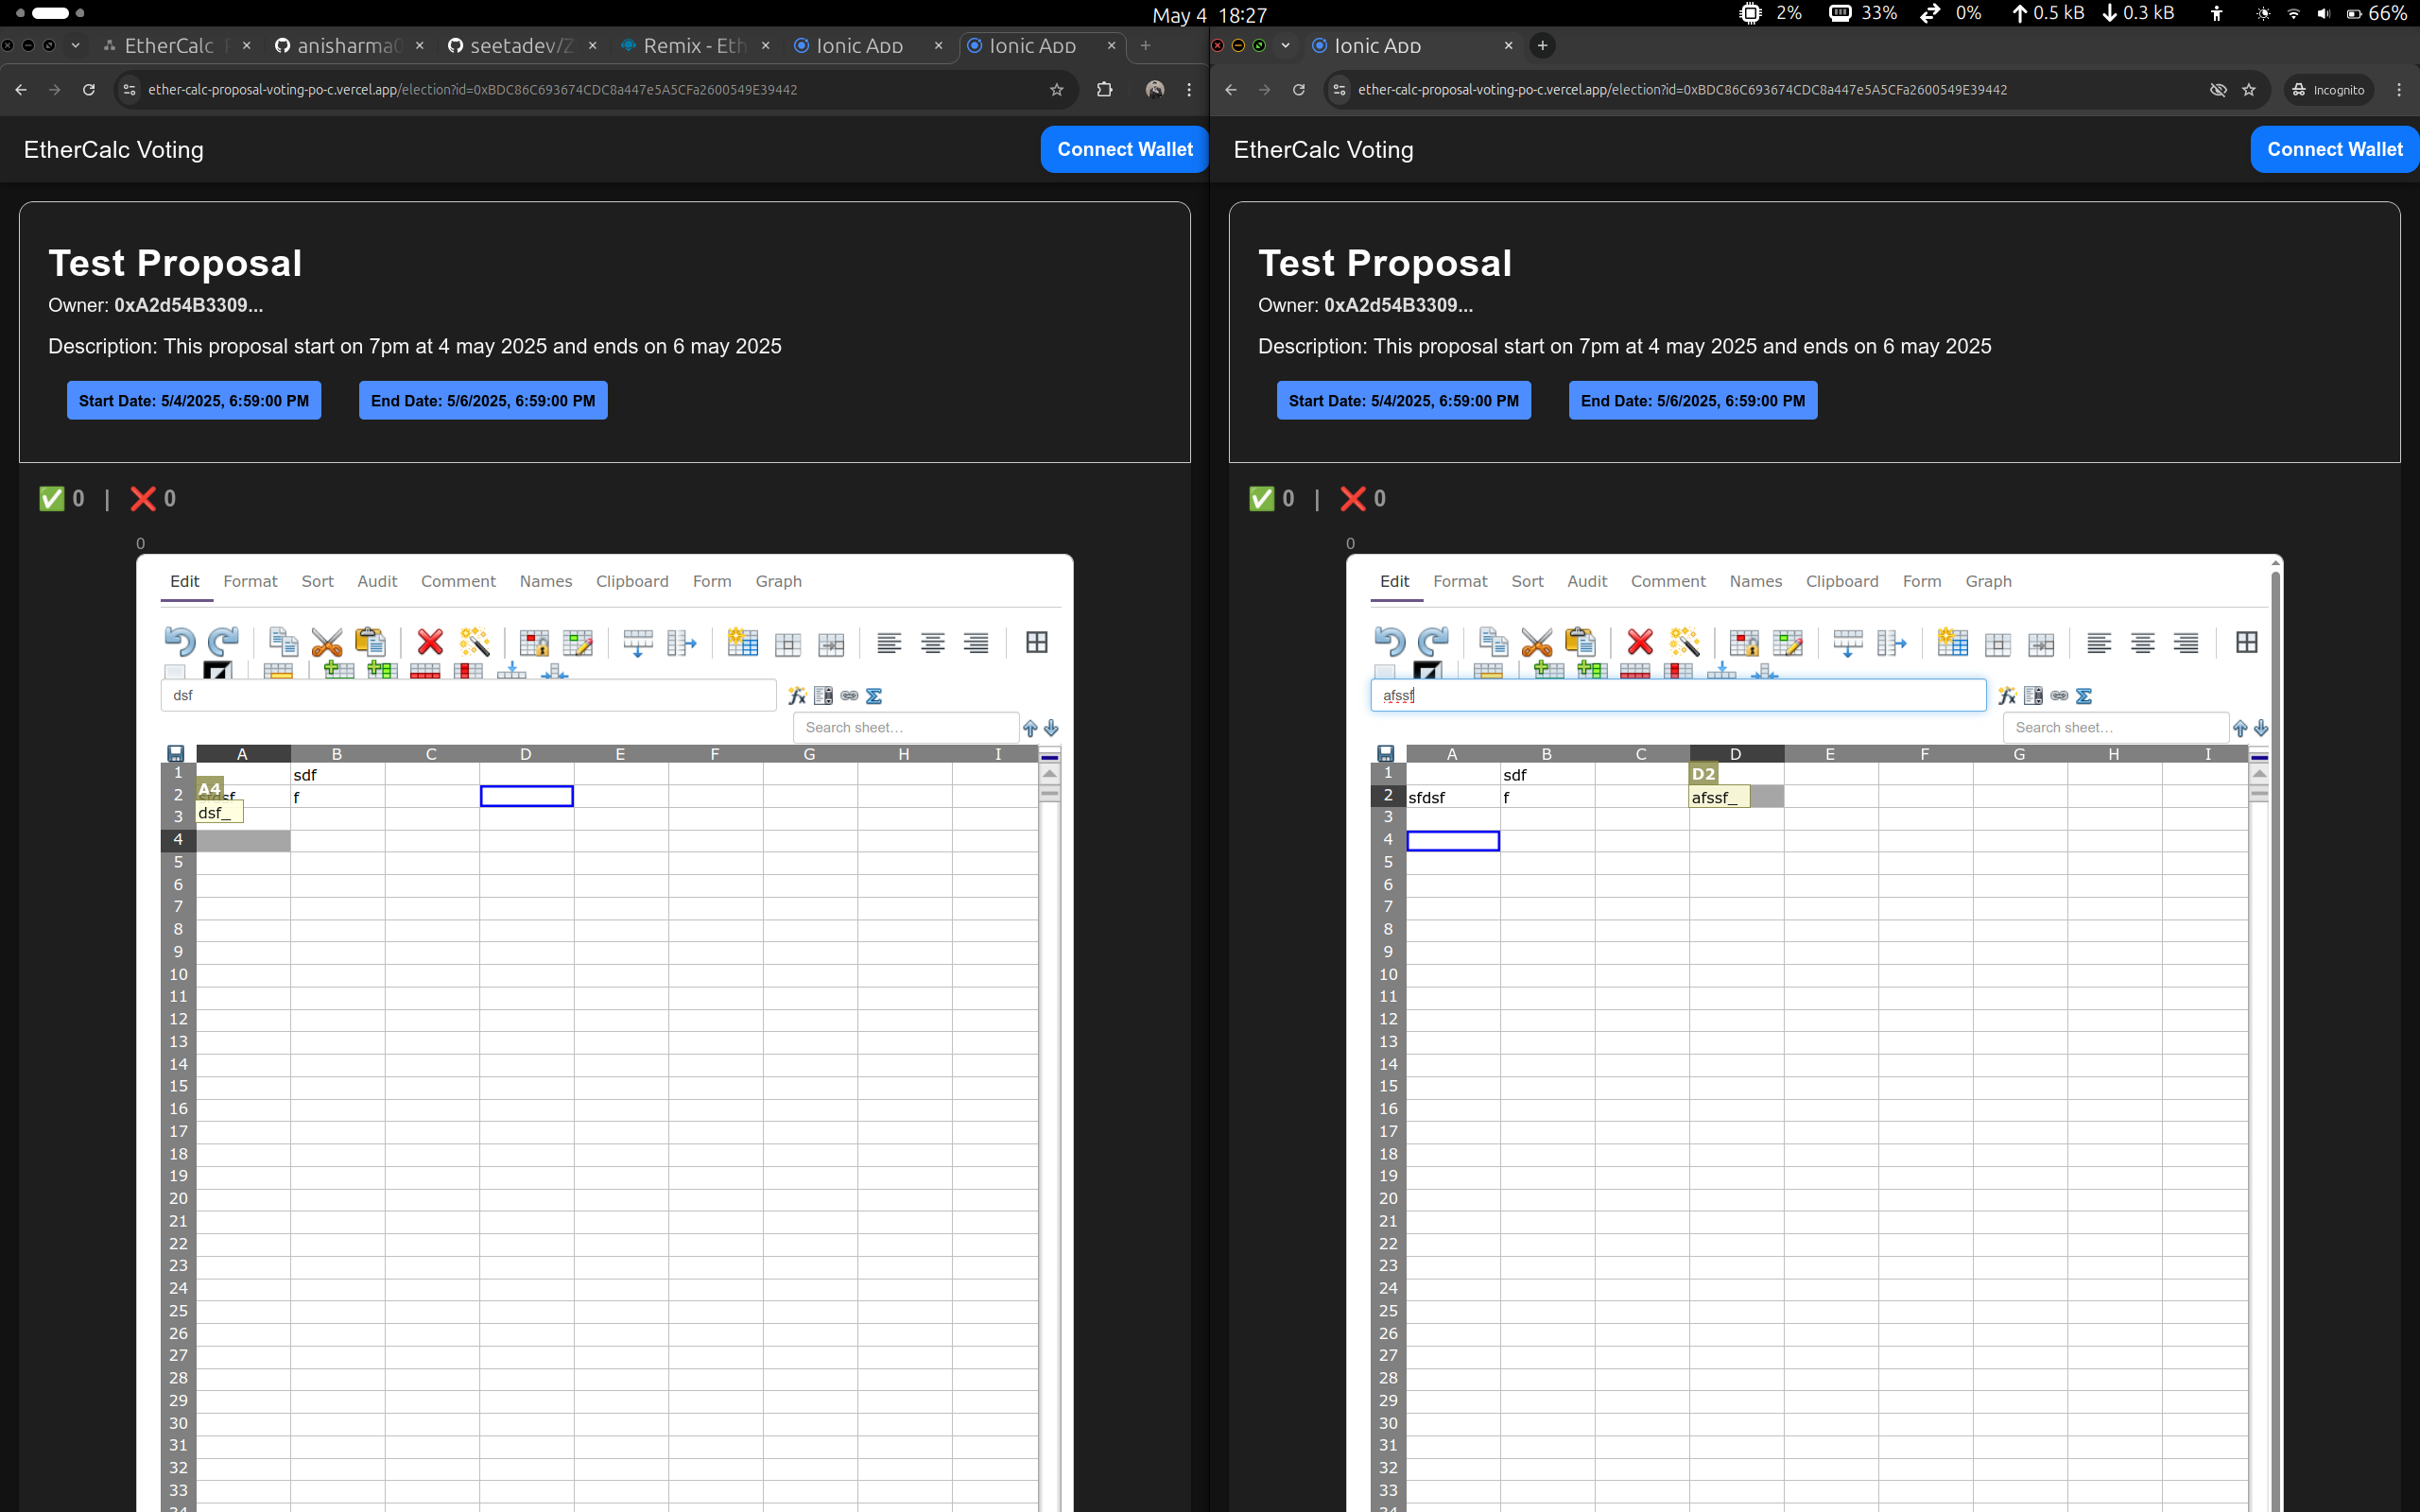 May 4 18:27
2% 33% 0% 0.5 kB 0.3 kB 66%
EtherCalc
anisharma0
seetadev/Z
Remix - Eth
Ionic App
Ionic App
ether-calc-proposal-voting-po-c.vercel.app/election?id=0xBDC86C693674CDC8a447e5A5CFa2600549E39442
EtherCalc Voting
Connect Wallet
Test Proposal
Owner: 0xA2d54B3309...
Description: This proposal start on 7pm at 4 may 2025 and ends on 6 may 2025
Start Date: 5/4/2025, 6:59:00 PM
End Date: 5/6/2025, 6:59:00 PM
✅ 0 | ❌ 0
0
Edit Format Sort Audit Comment Names Clipboard Form Graph
dsf
Search sheet…
A B C D E F G H I
1 sdf
A4
2 f
dsf_
3
4
5
6
7
8
9
10
11
12
13
14
15
16
17
18
19
20
21
22
23
24
25
26
27
28
29
30
31
32
33
34
Ionic App
ether-calc-proposal-voting-po-c.vercel.app/election?id=0xBDC86C693674CDC8a447e5A5CFa2600549E39442
Incognito
EtherCalc Voting
Connect Wallet
Test Proposal
Owner: 0xA2d54B3309...
Description: This proposal start on 7pm at 4 may 2025 and ends on 6 may 2025
Start Date: 5/4/2025, 6:59:00 PM
End Date: 5/6/2025, 6:59:00 PM
✅ 0 | ❌ 0
0
Edit Format Sort Audit Comment Names Clipboard Form Graph
afssf
Search sheet…
A B C D E F G H I
1 sdf D2
2 sfdsf f afssf_
3
4
5
6
7
8
9
10
11
12
13
14
15
16
17
18
19
20
21
22
23
24
25
26
27
28
29
30
31
32
33
34